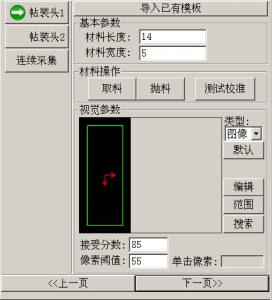 导入已有模板
帖装头1
帖装头2
连续采集
基本参数
材料长度: 14
材料宽度: 5
材料操作
取料 抛料 测试校准
视觉参数
类型:
图像
默认
编辑
范围
搜索
接受分数: 85
像素阈值: 55 单击像素:
<<上一页 下一页>>